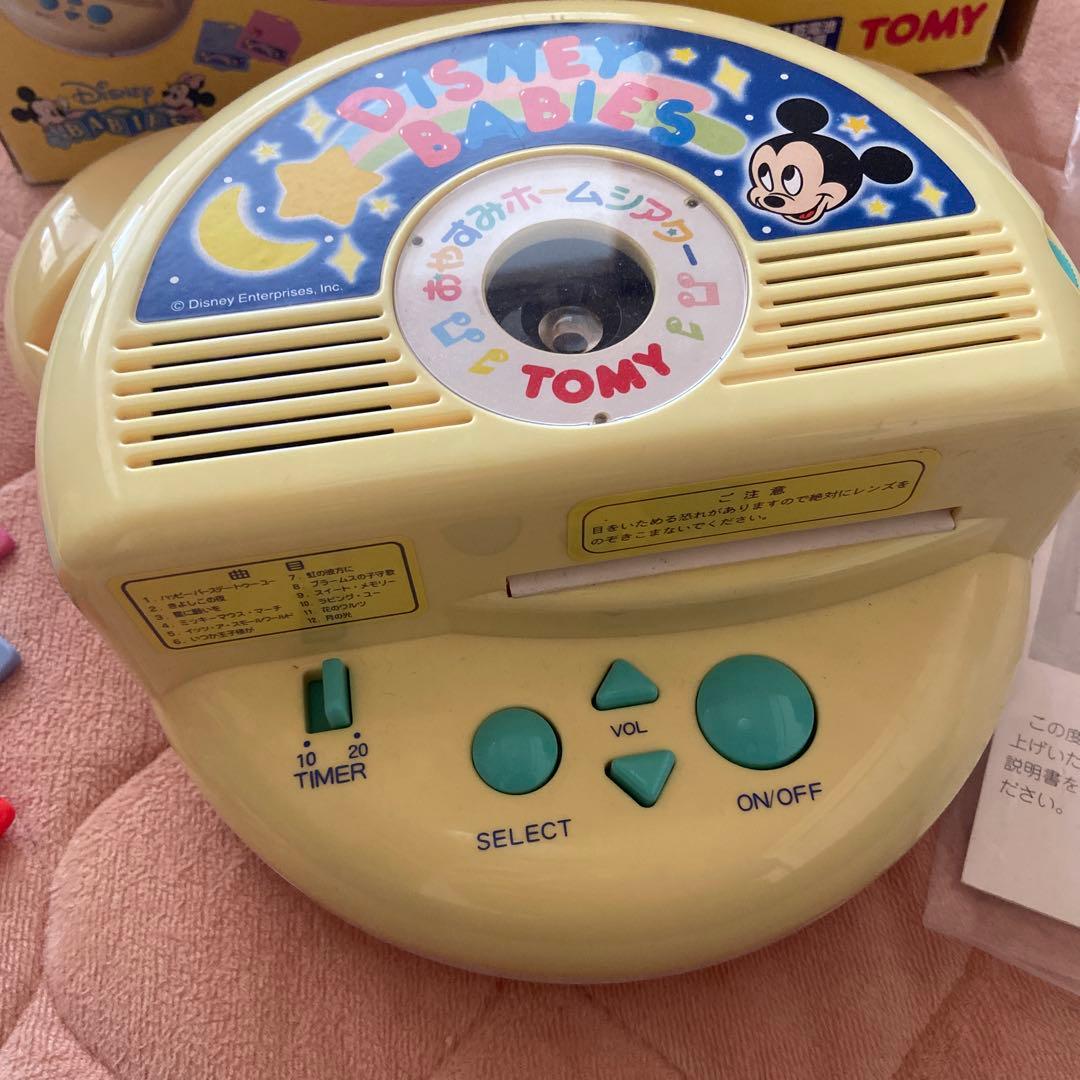 Disney
BABIES
TOMY
DISNEY
BABIES
おやすみホームシアター
TOMY
© Disney Enterprises, Inc.
ご注意
目をいためる恐れがありますので絶対にレンズを
のぞきこまないでください。
曲目
1. ハッピーバースデートゥーユー
2. きよしこの夜
3. 星に願いを
4. ミッキーマウス・マーチ
5. イッツ・ア・スモールワールド
6. いつか王子様が
7. 虹の彼方に
8. ブラームスの子守歌
9. スイート・メモリー
10. ラビング・ユー
11. 花のワルツ
12. 月の光
10 20
TIMER
SELECT
VOL
ON/OFF
この度
上げいた
説明書を
ださい。